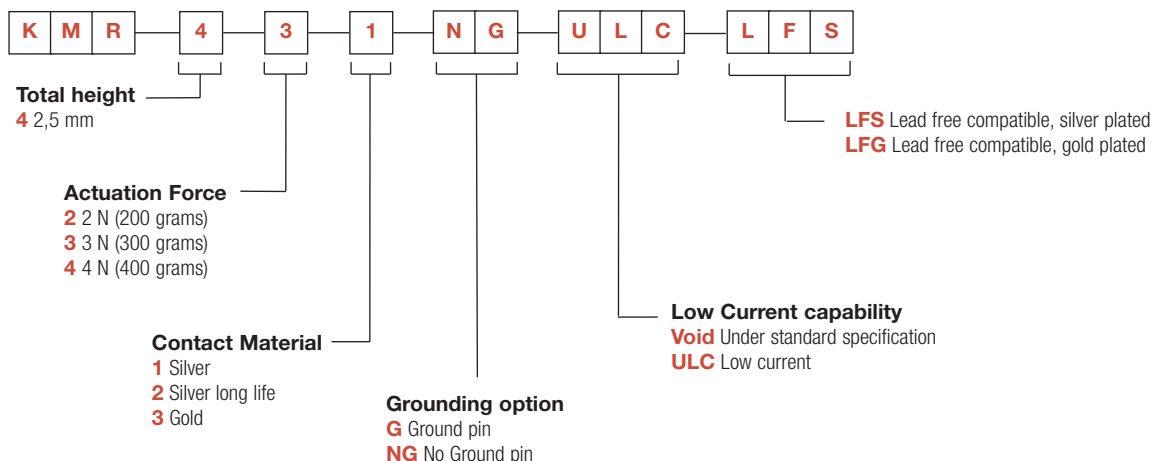 K M R 4 3 1 N G U L C L F S
Total height
4 2,5 mm
LFS Lead free compatible, silver plated
LFG Lead free compatible, gold plated
Actuation Force
2 2 N (200 grams)
3 3 N (300 grams)
4 4 N (400 grams)
Low Current capability
Void Under standard specification
ULC Low current
Contact Material
1 Silver
2 Silver long life
3 Gold
Grounding option
G Ground pin
NG No Ground pin